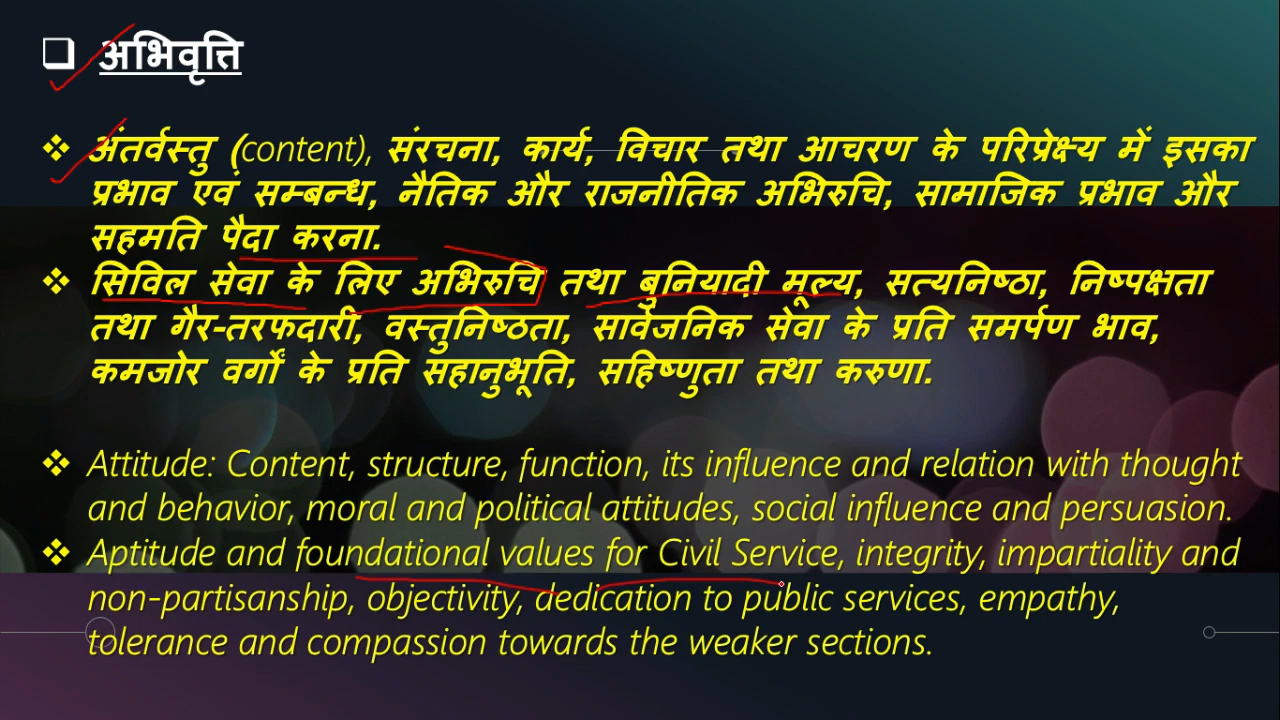 अभिवृत्ति
अंतर्वस्तु (content), संरचना, कार्य, विचार तथा आचरण के परिप्रेक्ष्य में इसका
प्रभाव एवं सम्बन्ध, नैतिक और राजनीतिक अभिरुचि, सामाजिक प्रभाव और
सहमति पैदा करना.
सिविल सेवा के लिए अभिरुचि तथा बुनियादी मूल्य, सत्यनिष्ठा, निष्पक्षता
तथा गैर-तरफदारी, वस्तुनिष्ठता, सार्वजनिक सेवा के प्रति समर्पण भाव,
कमजोर वर्गों के प्रति सहानुभूति, सहिष्णुता तथा करुणा.
Attitude: Content, structure, function, its influence and relation with thought
and behavior, moral and political attitudes, social influence and persuasion.
Aptitude and foundational values for Civil Service, integrity, impartiality and
non-partisanship, objectivity, dedication to public services, empathy,
tolerance and compassion towards the weaker sections.